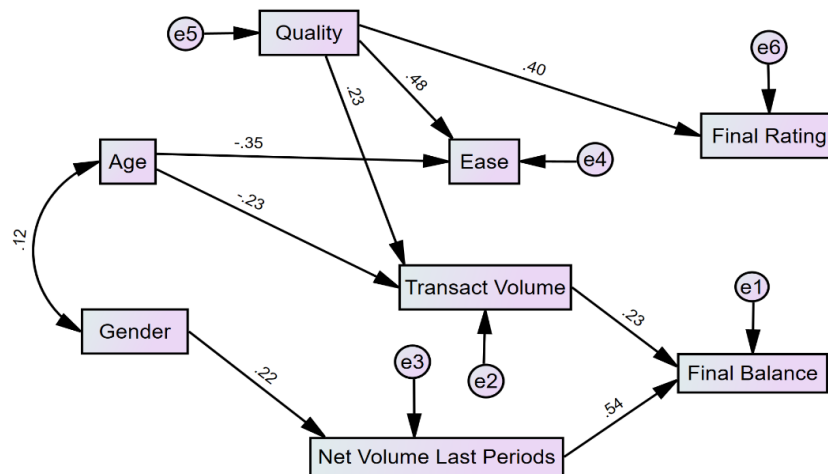 e5
Quality
e6
.40
.48
.23
Final Rating
Age
-.35
Ease
e4
-.23
.12
Transact Volume
e1
Gender
.23
.22
e3
e2
Final Balance
.54
Net Volume Last Periods